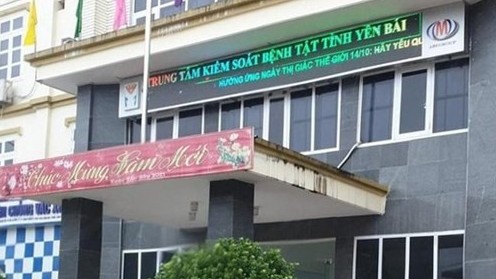 TRUNG TÂM KIỂM SOÁT BỆNH TẬT TỈNH YÊN BÁI
- HƯỞNG ỨNG NGÀY THỊ GIÁC THẾ GIỚI 14/10: HÃY YÊU QU
Chúc Mừng Năm Mới